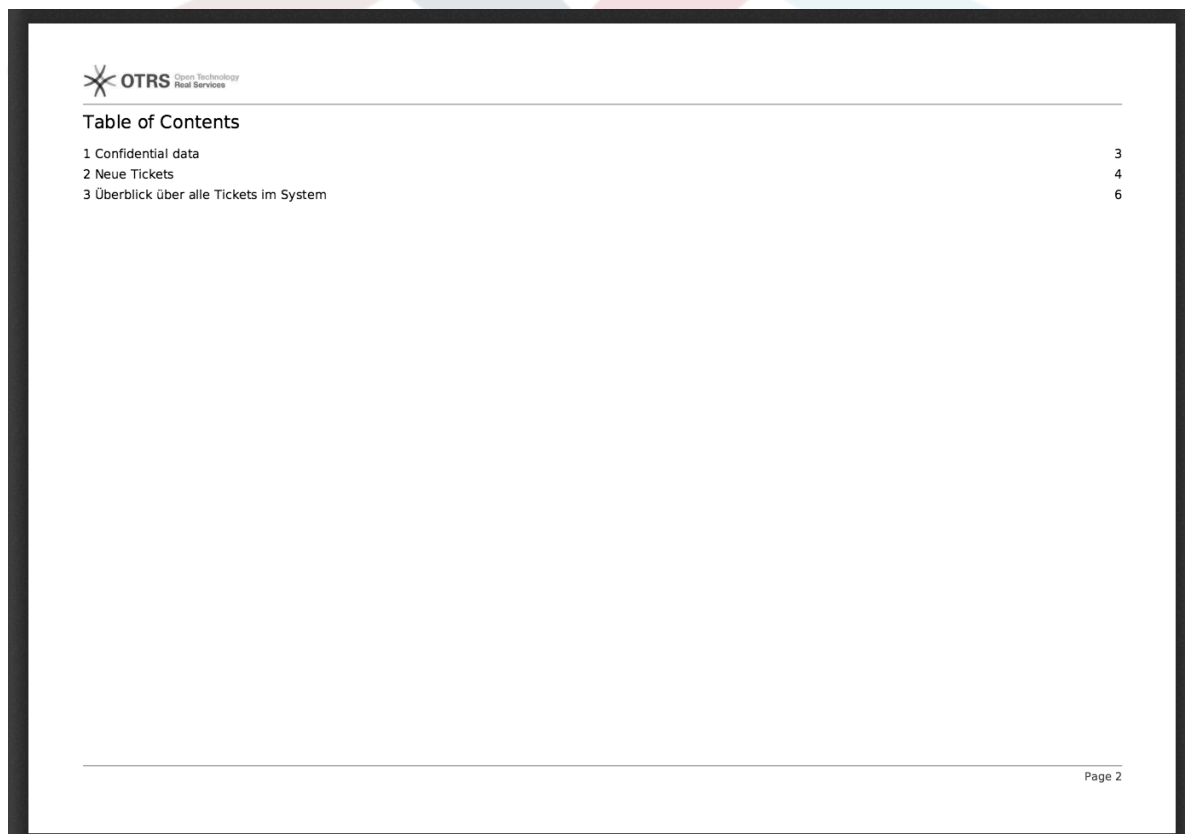 OTRS Open Technology
Real Services
Table of Contents
1 Confidential data 3
2 Neue Tickets 4
3 Überblick über alle Tickets im System 6
Page 2